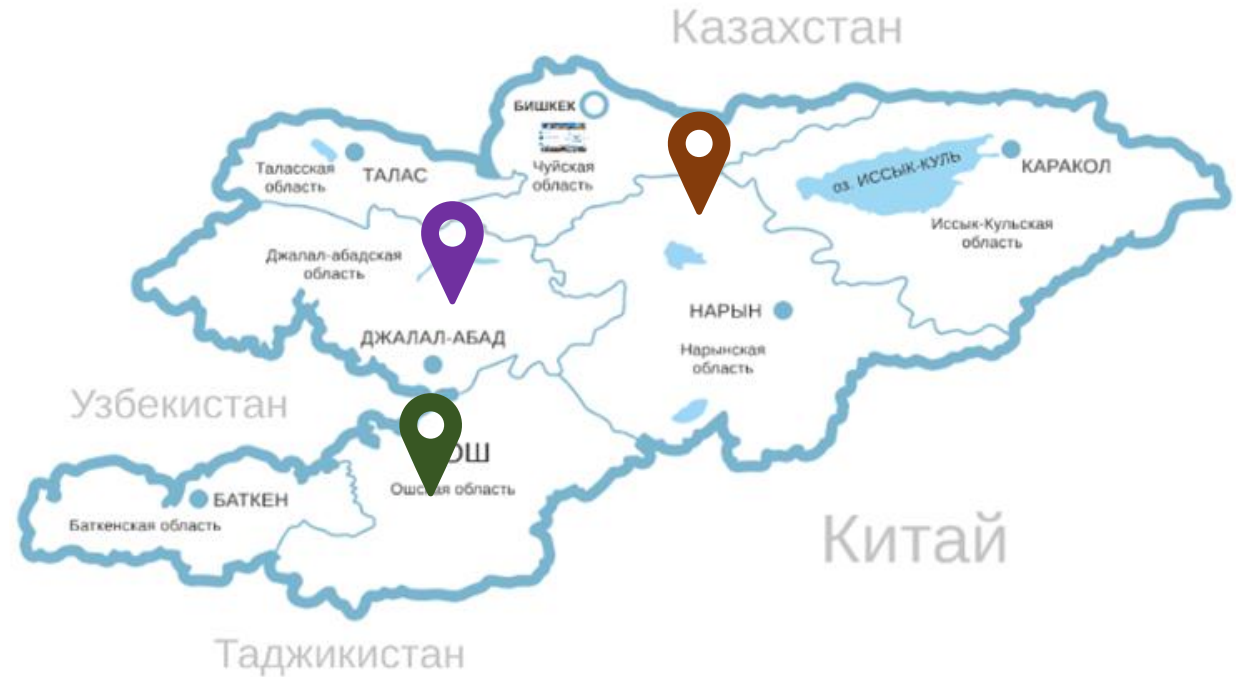 Казахстан
БИШКЕК
Чуйская
область
Таласская
область
ТАЛАС
оз. ИССЫК-КУЛЬ
КАРАКОЛ
Иссык-Кульская
область
Джалал-абадская
область
НАРЫН
Нарынская
область
ДЖАЛАЛ-АБАД
Узбекистан
ОШ
Ошская область
БАТКЕН
Баткенская область
Китай
Таджикистан